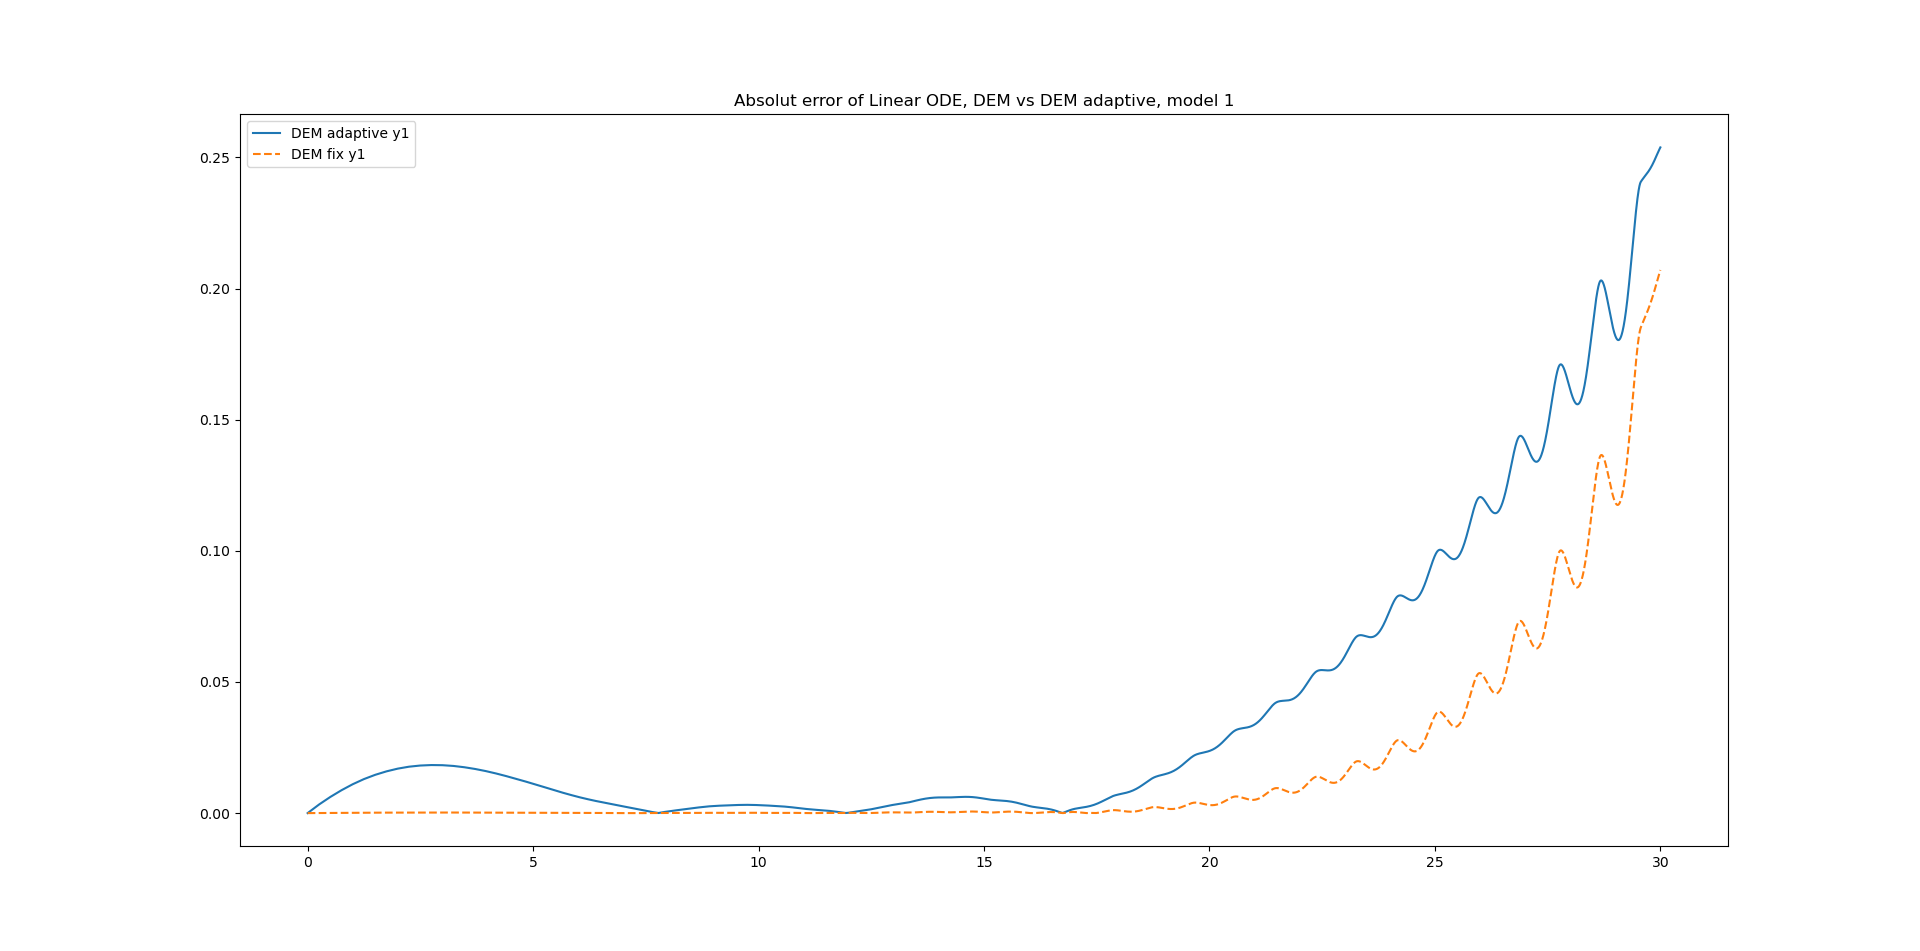 Absolut error of Linear ODE, DEM vs DEM adaptive, model 1
DEM adaptive y1
DEM fix y1
0.25
0.20
0.15
0.10
0.05
0.00
0 5 10 15 20 25 30